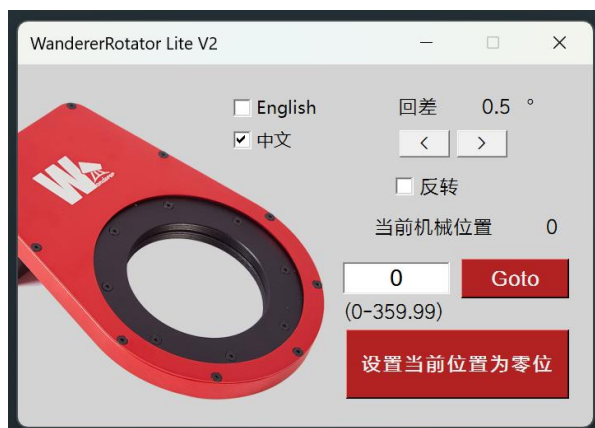 WandererRotator Lite V2
English
中文
回差 0.5 °
< >
反转
当前机械位置 0
0 Goto
(0-359.99)
设置当前位置为零位